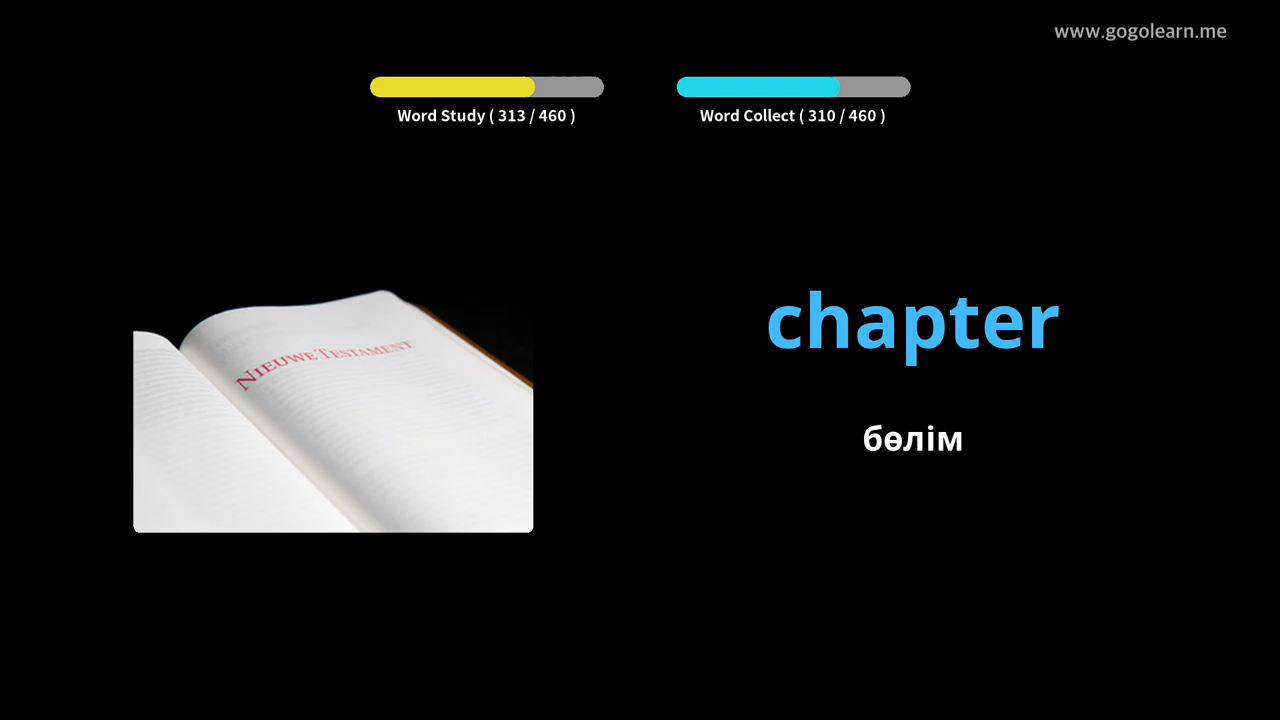 www.gogolearn.me
Word Study ( 313 / 460 )
Word Collect ( 310 / 460 )
NIEUWE TESTAMENT
chapter
бөлім